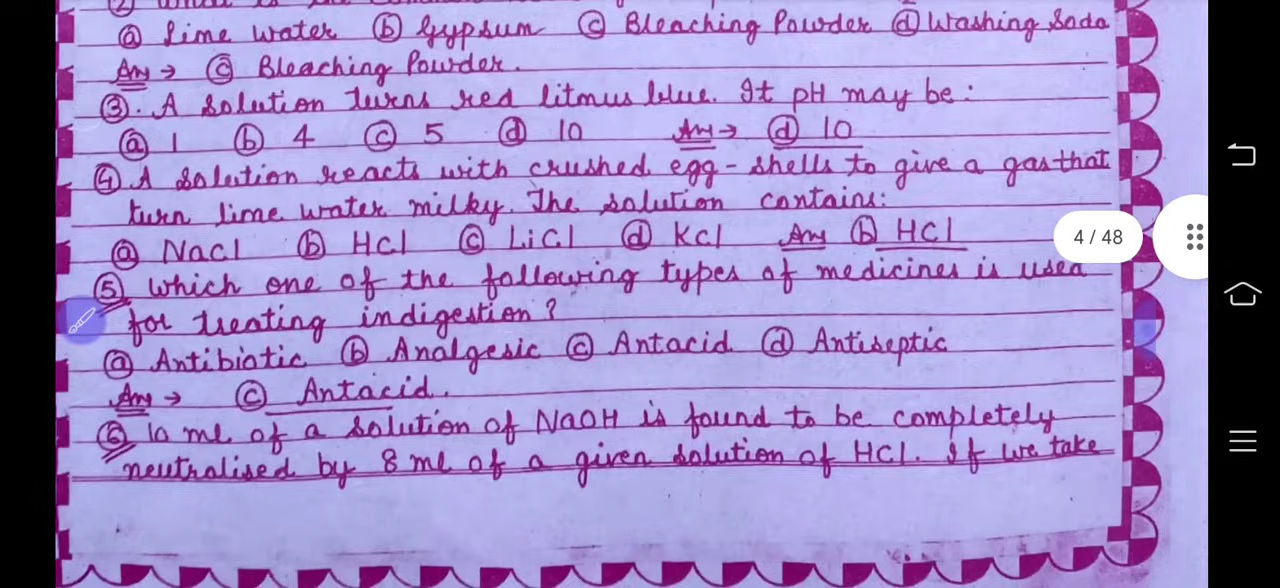 ⓐ Lime water ⓑ Gypsum ⓒ Bleaching Powder ⓓ Washing Soda
Ans → ⓒ Bleaching Powder.
③. A solution turns red litmus blue. It pH may be:
ⓐ 1 ⓑ 4 ⓒ 5 ⓓ 10 Ans → ⓓ 10
④ A solution reacts with crushed egg-shells to give a gas that
turn lime water milky. The solution contains:
ⓐ NaCl ⓑ HCl ⓒ LiCl ⓓ KCl Ans ⓑ HCl
4 / 48
⑤ Which one of the following types of medicines is used
for treating indigestion?
ⓐ Antibiotic ⓑ Analgesic ⓒ Antacid ⓓ Antiseptic
Ans → ⓒ Antacid.
⑥ 10 ml of a solution of NaOH is found to be completely
neutralised by 8 ml of a given solution of HCl. If we take